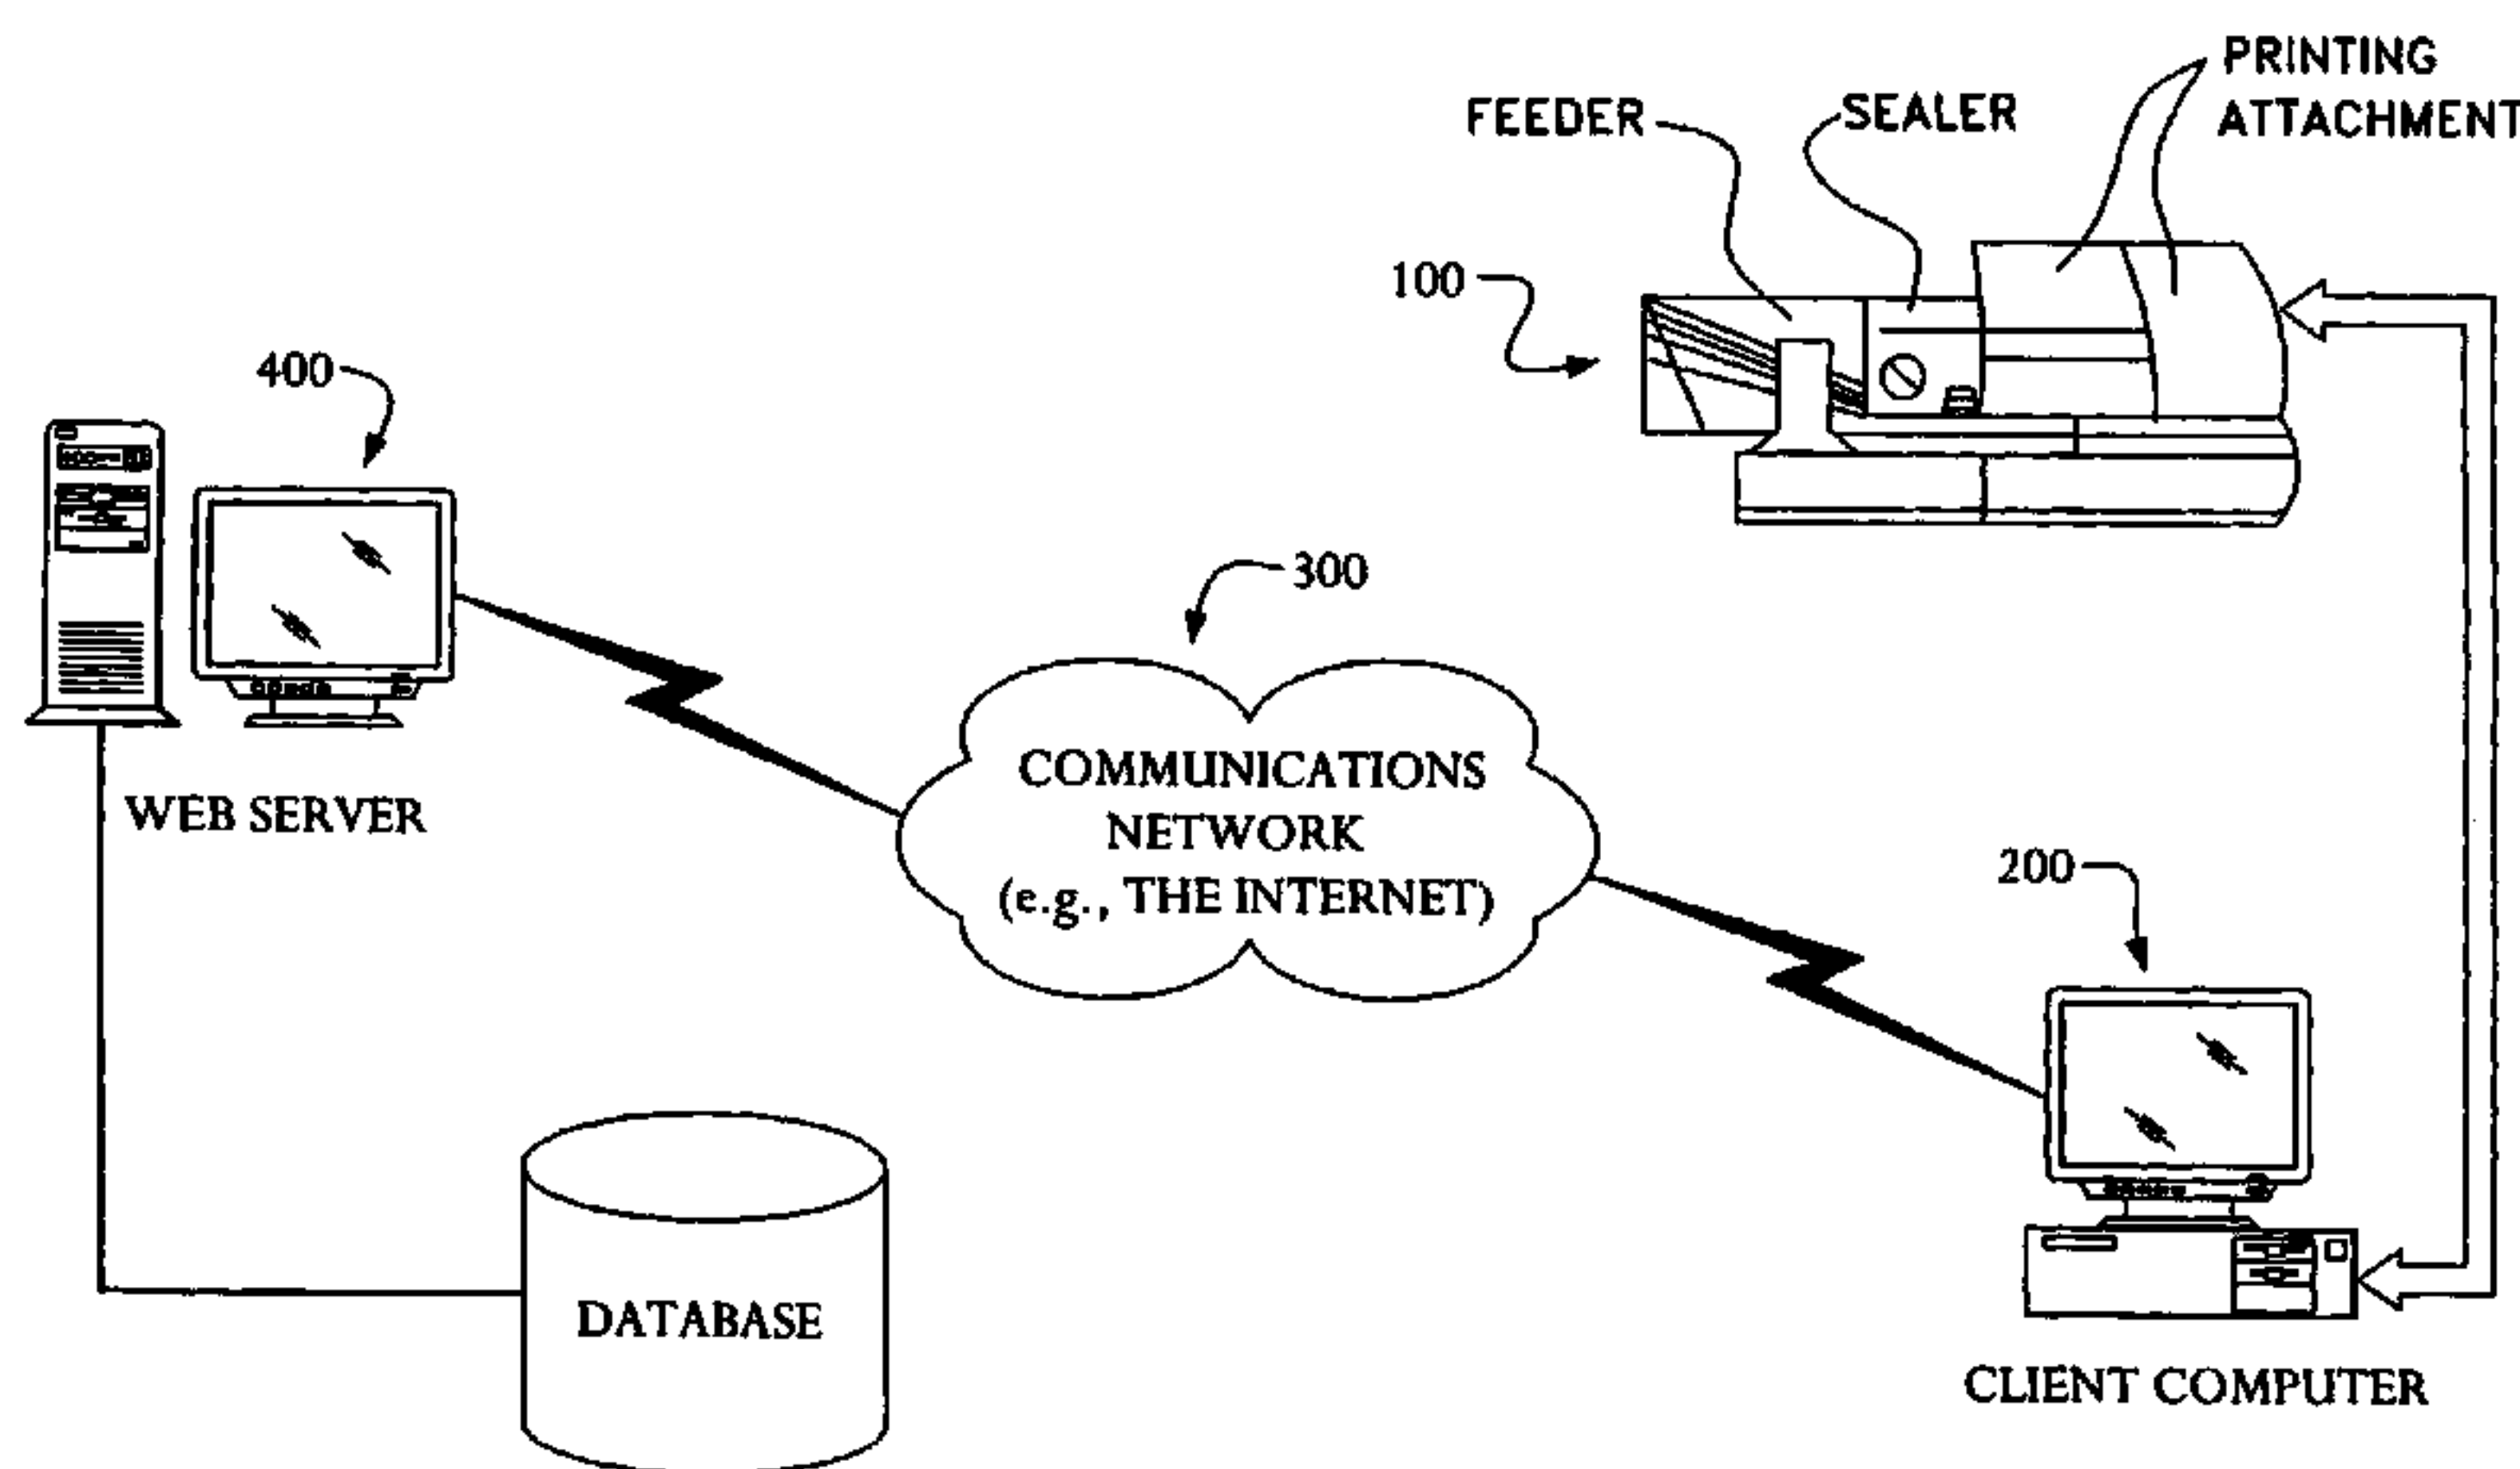 PRINTING
ATTACHMENT
FEEDER
SEALER
100
400
300
WEB SERVER
COMMUNICATIONS
NETWORK
(e.g., THE INTERNET)
200
DATABASE
CLIENT COMPUTER